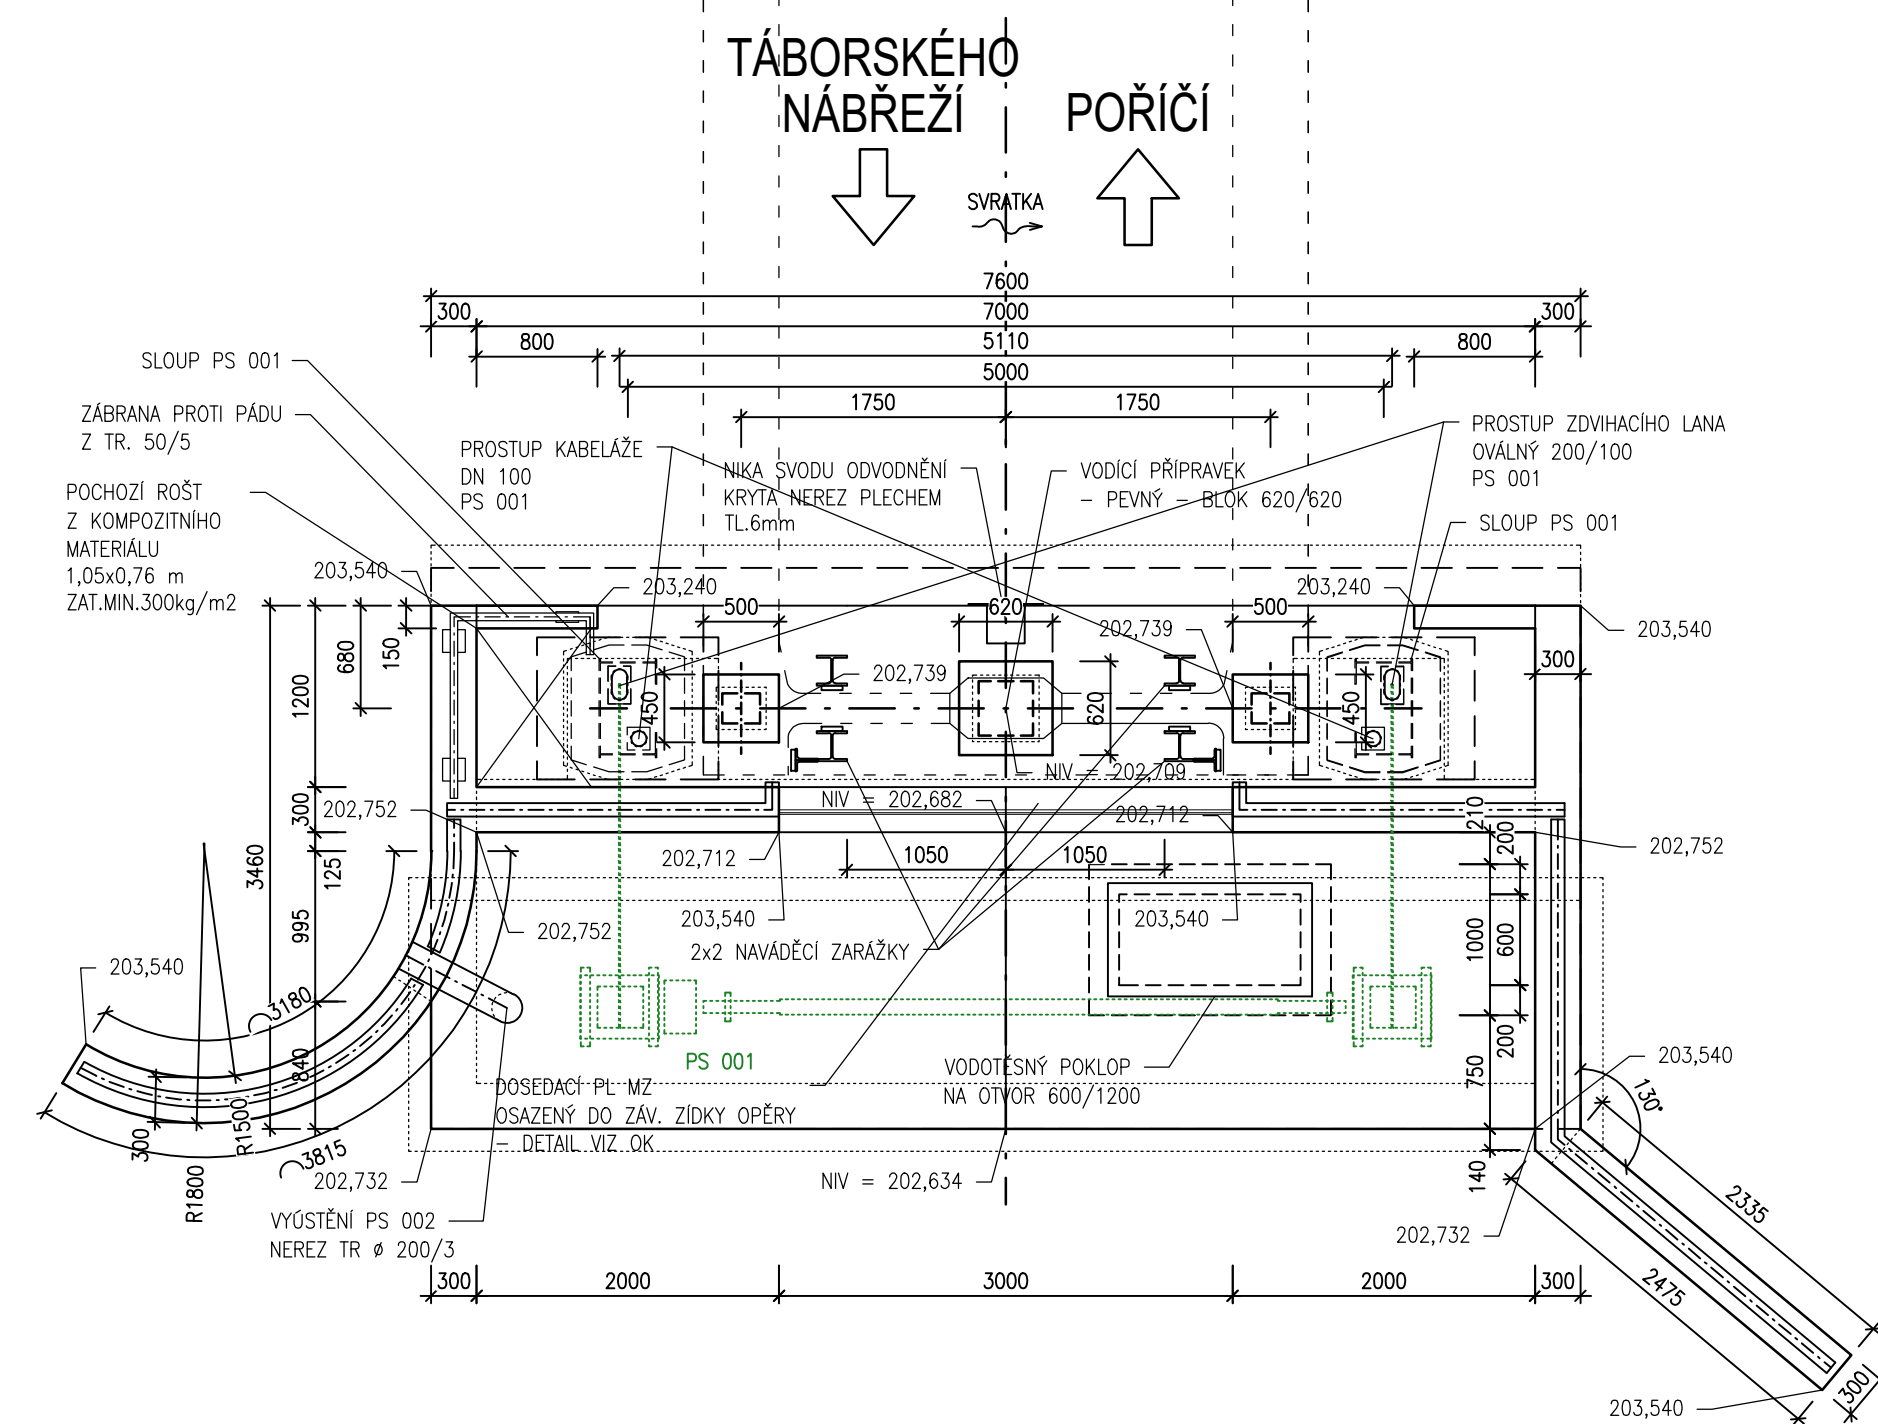 TÁBORSKÉHO
NÁBŘEŽÍ
POŘÍČÍ
SVRATKA
7600
300
7000
300
800
5110
800
5000
1750
1750
SLOUP PS 001
ZÁBRANA PROTI PÁDU
Z TR. 50/5
POCHOZÍ ROŠT
Z KOMPOZITNÍHO
MATERIÁLU
1,05x0,76 m
ZAT.MIN.300kg/m2
PROSTUP KABELÁŽE
DN 100
PS 001
NIKA SVODU ODVODNĚNÍ
KRYTA NEREZ PLECHEM
TL.6mm
VODÍCÍ PŘÍPRAVEK
– PEVNÝ – BLOK 620/620
PROSTUP ZDVIHACÍHO LANA
OVÁLNÝ 200/100
PS 001
SLOUP PS 001
203,540
203,240
203,240
500
620
500
203,540
202,739
202,739
680
150
1200
450
620
450
300
NIV = 202,709
NIV = 202,682
202,752
202,712
300
210
200
202,712
1050
1050
202,752
3460
125
203,540
203,540
202,752
995
1000
600
2x2 NAVÁDĚCÍ ZARÁŽKY
203,540
3180
840
200
750
PS 001
VODOTĚSNÝ POKLOP
NA OTVOR 600/1200
203,540
130°
DOSEDACÍ PL MZ
OSAZENÝ DO ZÁV. ZÍDKY OPĚRY
– DETAIL VIZ OK
300
R1500
3815
R1800
202,732
NIV = 202,634
140
VYÚSTĚNÍ PS 002
NEREZ TR ø 200/3
202,732
2335
2475
300
2000
3000
2000
300
300
203,540